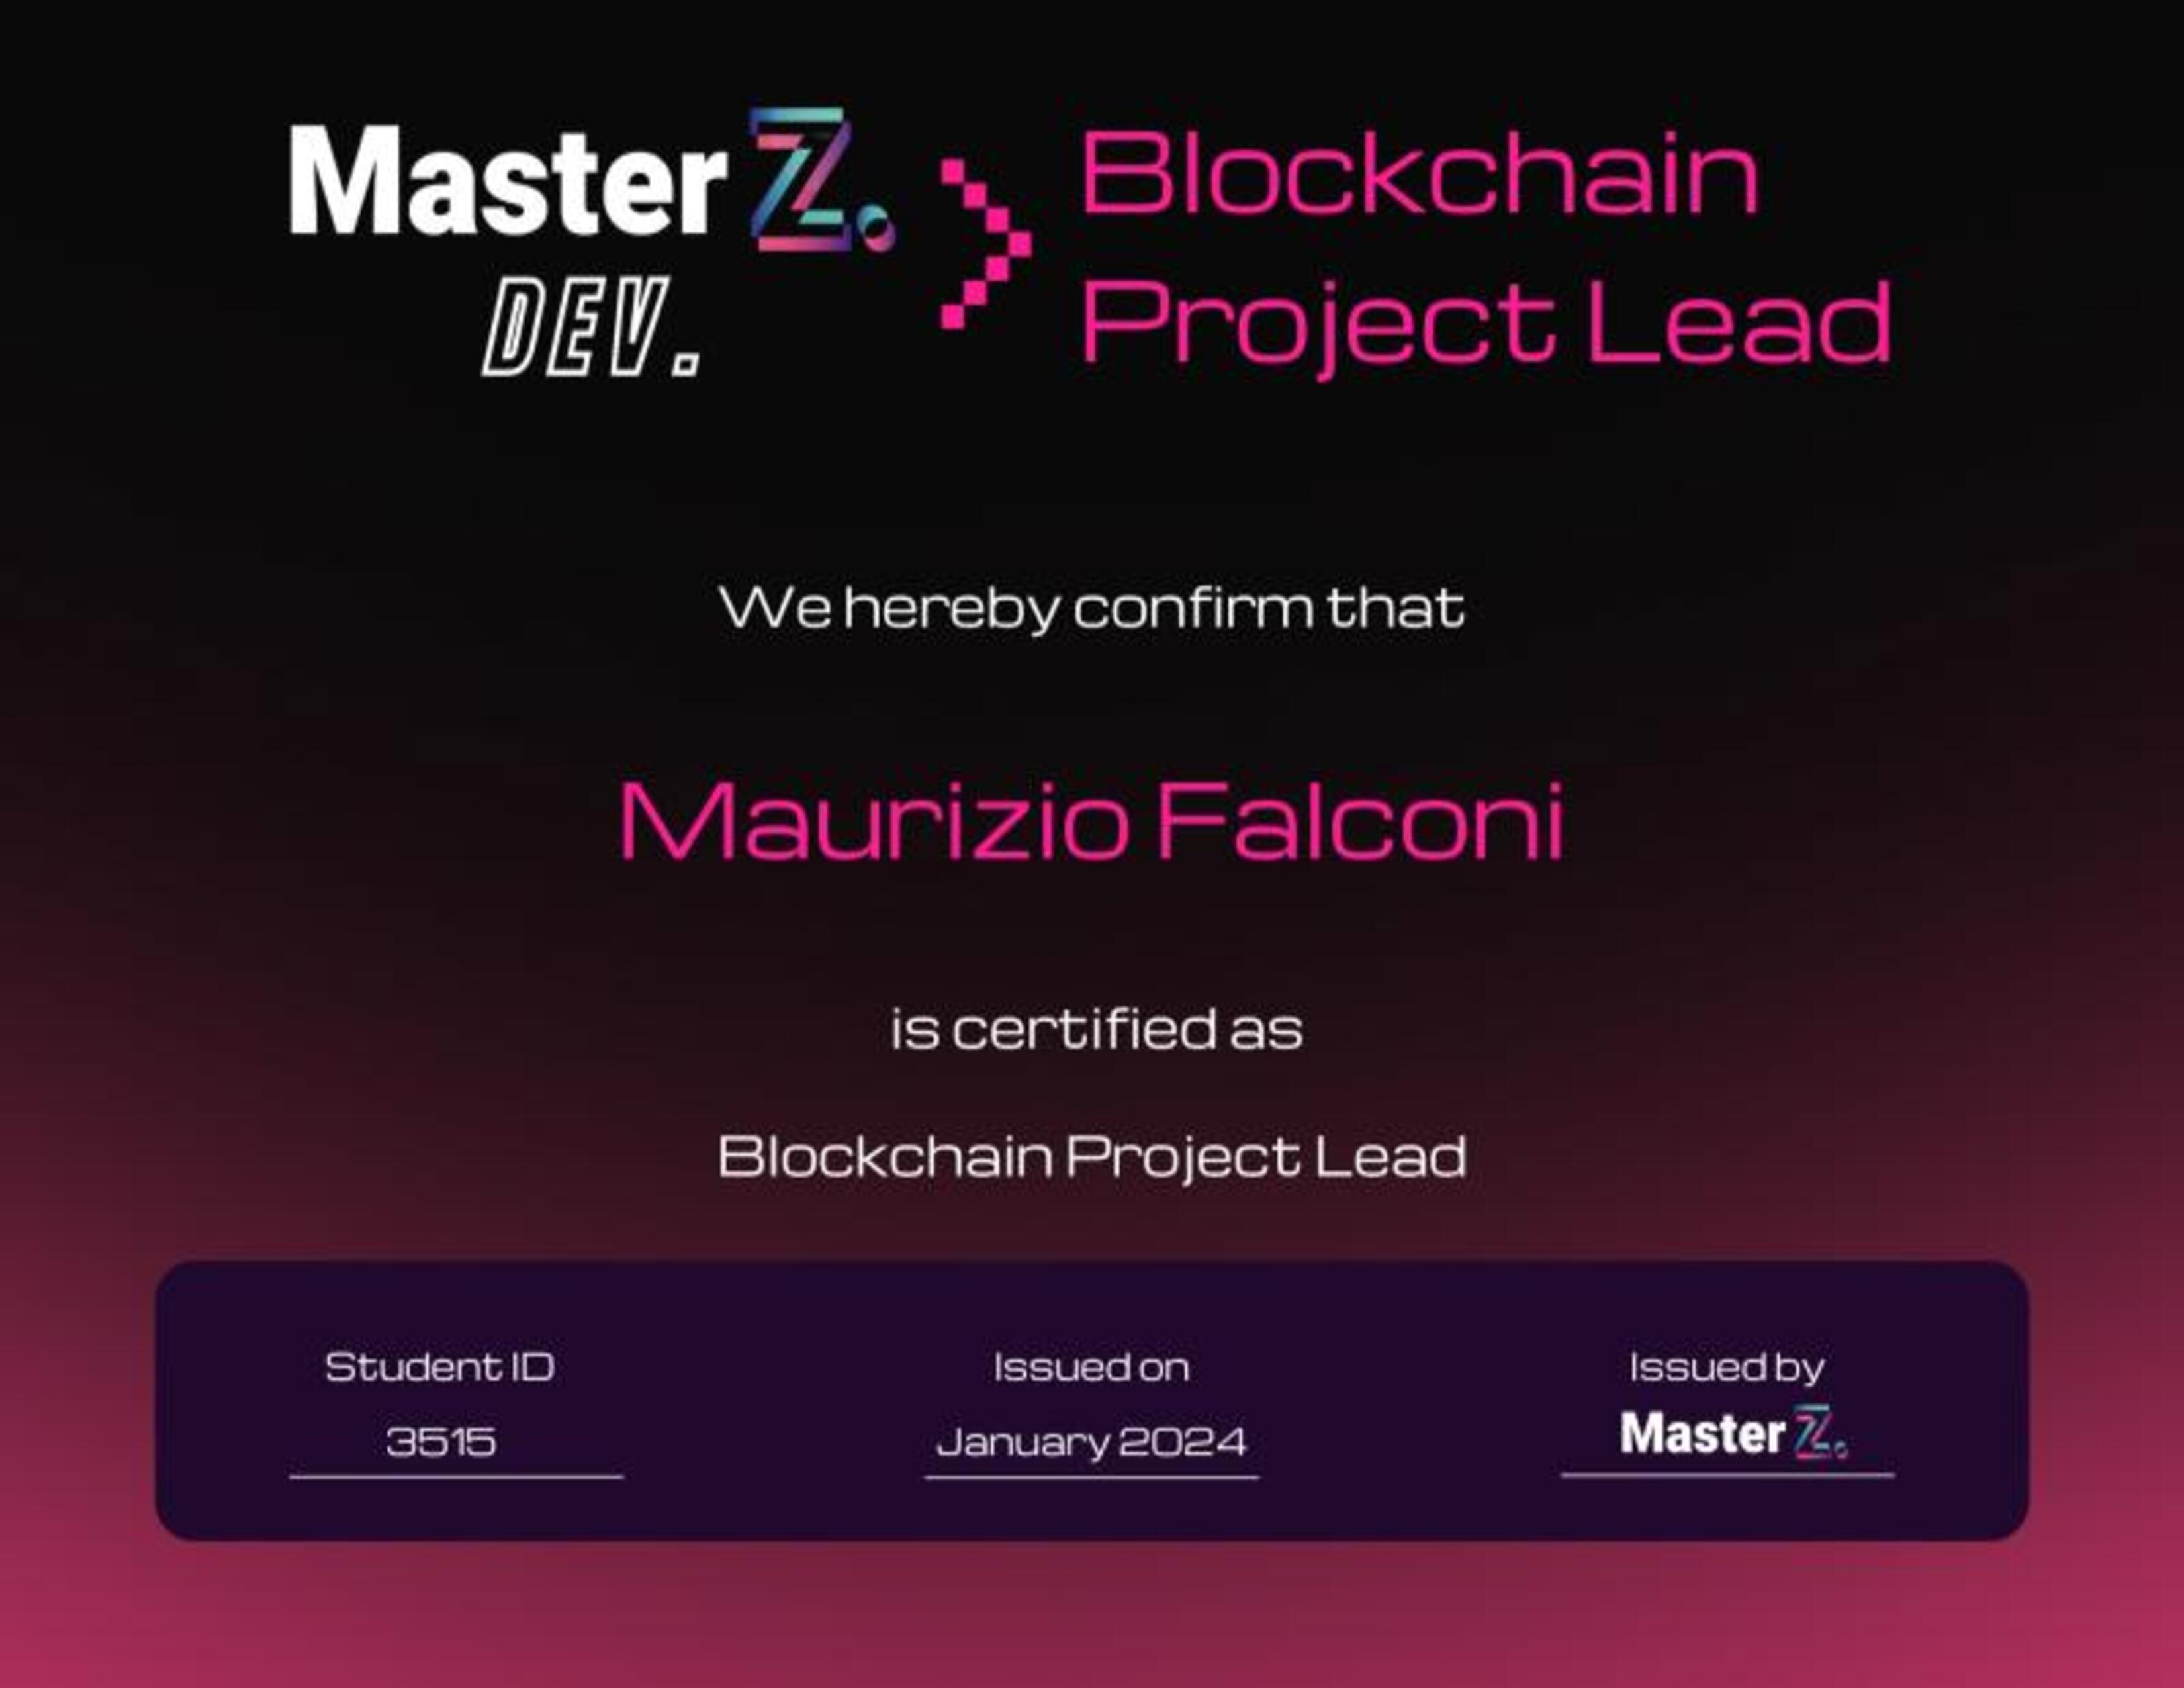 Master Z.
DEV.
Blockchain
Project Lead
We hereby confirm that
Maurizio Falconi
is certified as
Blockchain Project Lead
Student ID
3515
Issued on
January 2024
Issued by
Master Z.